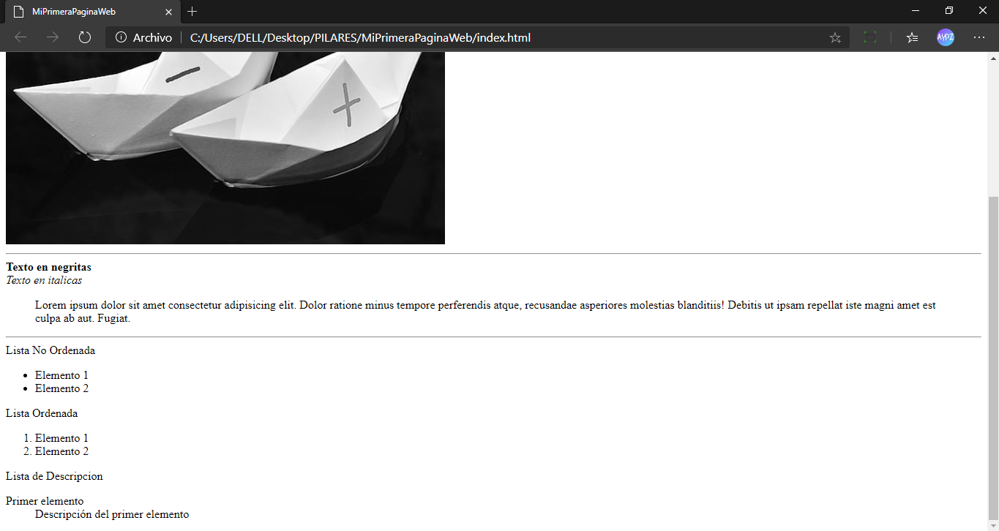 MiPrimeraPaginaWeb
Archivo
C:/Users/DELL/Desktop/PILARES/MiPrimeraPaginaWeb/index.html
AYPZ
Texto en negritas
Texto en italicas
Lorem ipsum dolor sit amet consectetur adipisicing elit. Dolor ratione minus tempore perferendis atque, recusandae asperiores molestias blanditiis! Debitis ut ipsam repellat iste magni amet est
culpa ab aut. Fugiat.
Lista No Ordenada
• Elemento 1
• Elemento 2
Lista Ordenada
1. Elemento 1
2. Elemento 2
Lista de Descripcion
Primer elemento
Descripción del primer elemento